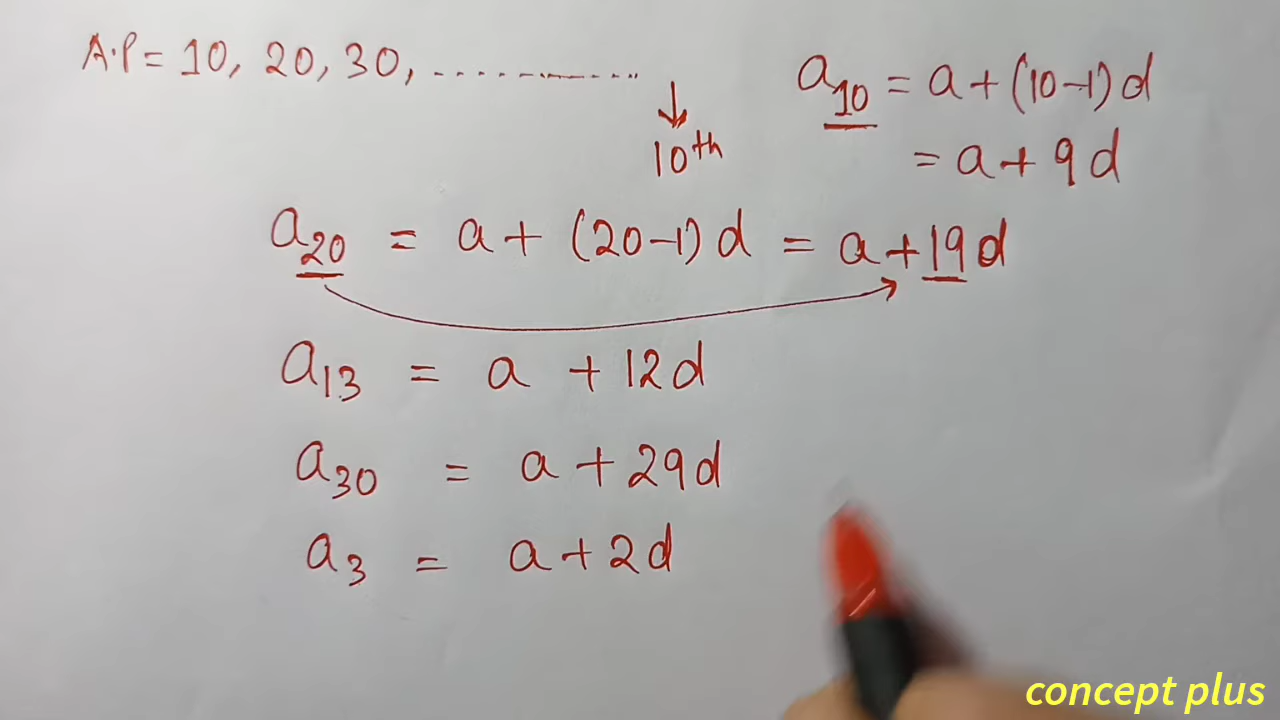 A.P = 10, 20, 30, ..............
10th
a10 = a + (10-1)d
= a + 9d
a20 = a + (20-1)d = a + 19d
a13 = a + 12d
a30 = a + 29d
a3 = a + 2d
concept plus